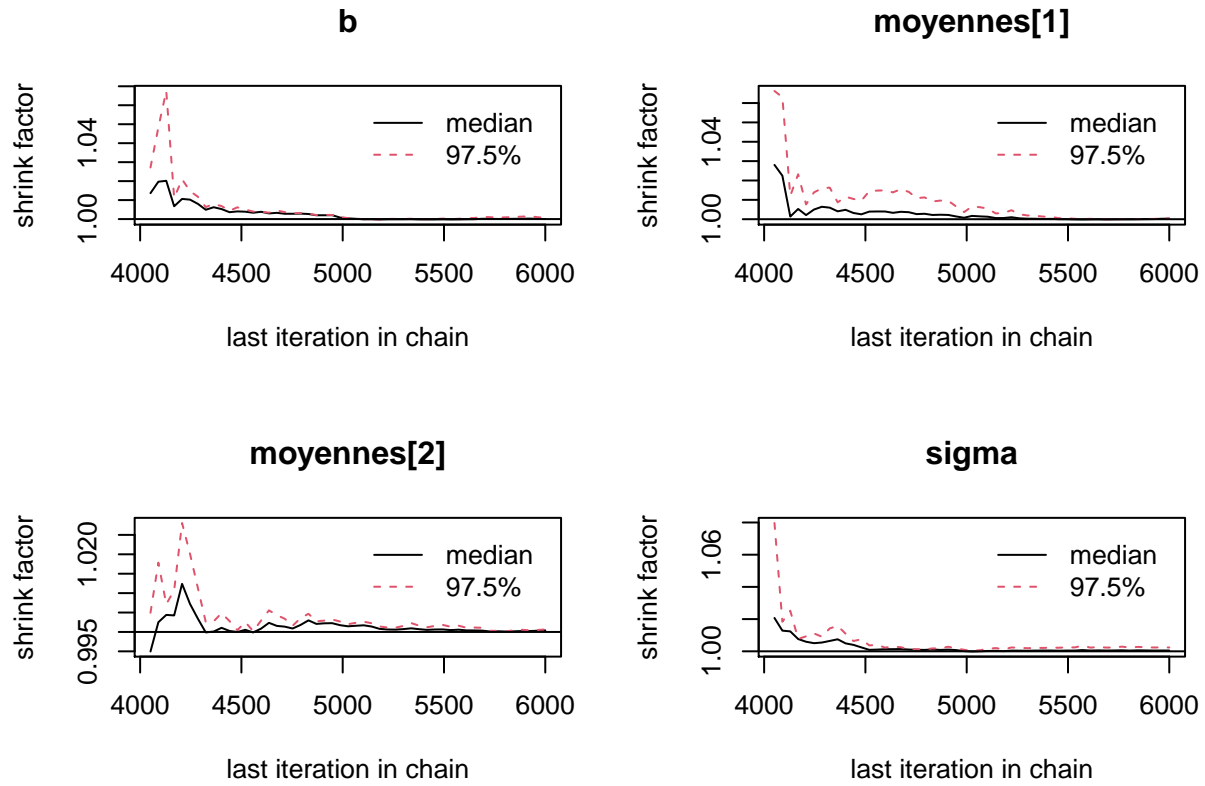 b
shrink factor
1.00 1.04
median
97.5%
4000 4500 5000 5500 6000
last iteration in chain
moyennes[1]
shrink factor
1.00 1.04
median
97.5%
4000 4500 5000 5500 6000
last iteration in chain
moyennes[2]
shrink factor
0.995 1.020
median
97.5%
4000 4500 5000 5500 6000
last iteration in chain
sigma
shrink factor
1.00 1.06
median
97.5%
4000 4500 5000 5500 6000
last iteration in chain